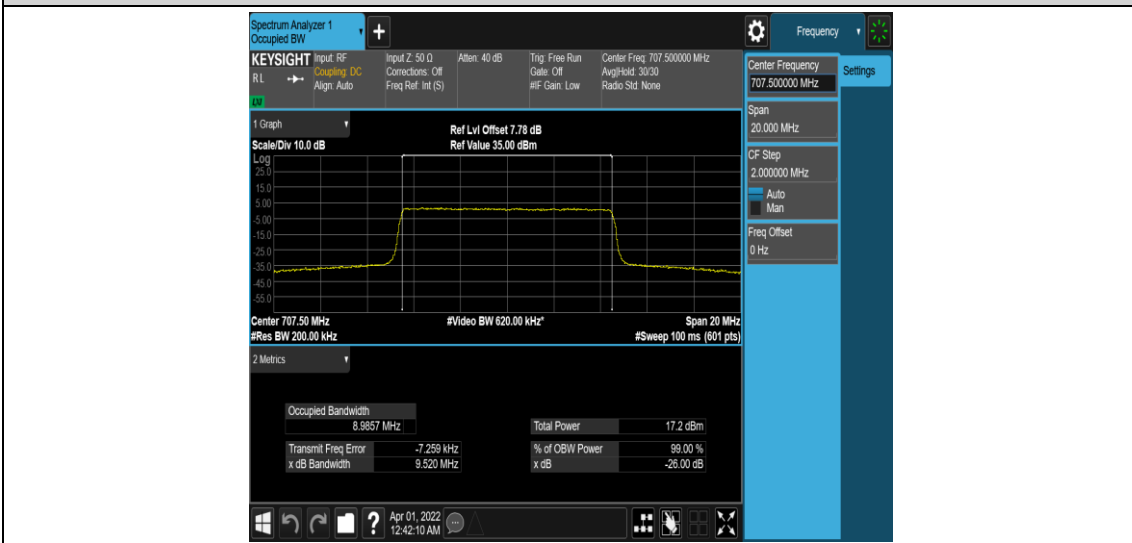 Spectrum Analyzer 1
Occupied BW
+
Frequency
KEYSIGHT
RL
LXI
Input: RF
Coupling: DC
Align: Auto
Input Z: 50 Ω
Corrections: Off
Freq Ref: Int (S)
Atten: 40 dB
Trig: Free Run
Gate: Off
#IF Gain: Low
Center Freq: 707.500000 MHz
Avg|Hold: 30/30
Radio Std: None
Center Frequency
707.500000 MHz
Settings
Span
20.000 MHz
CF Step
2.000000 MHz
Auto
Man
Freq Offset
0 Hz
1 Graph
Scale/Div 10.0 dB
Ref Lvl Offset 7.78 dB
Ref Value 35.00 dBm
Log
25.0
15.0
5.00
-5.00
-15.0
-25.0
-35.0
-45.0
-55.0
Center 707.50 MHz
#Video BW 620.00 kHz*
Span 20 MHz
#Res BW 200.00 kHz
#Sweep 100 ms (601 pts)
2 Metrics
Occupied Bandwidth
8.9857 MHz
Total Power 17.2 dBm
Transmit Freq Error -7.259 kHz
% of OBW Power 99.00 %
x dB Bandwidth 9.520 MHz
x dB -26.00 dB
?
Apr 01, 2022
12:42:10 AM